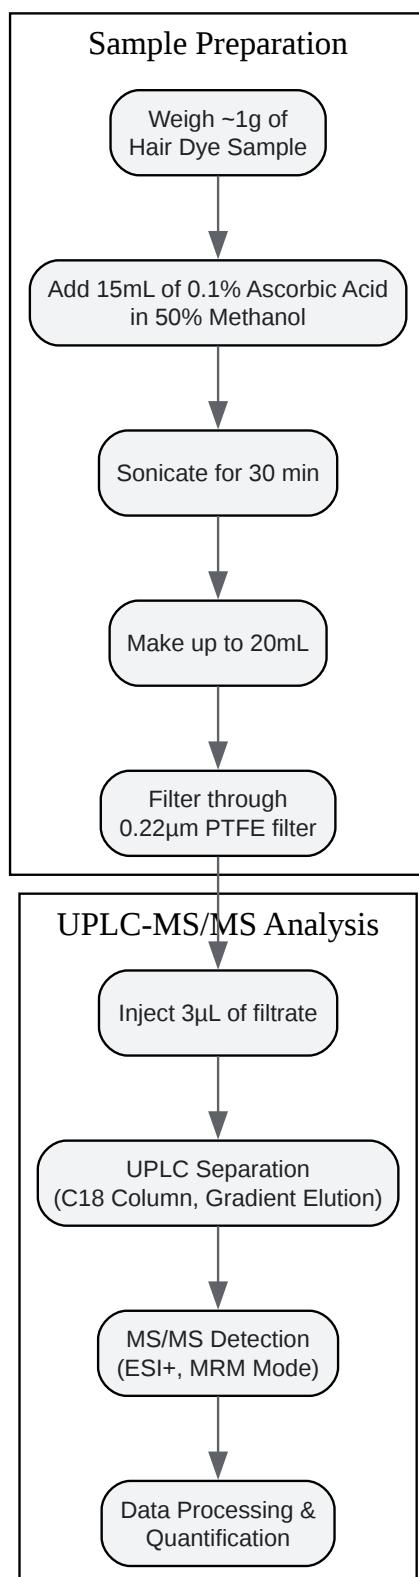 Sample Preparation
Weigh ~1g of
Hair Dye Sample
Add 15mL of 0.1% Ascorbic Acid
in 50% Methanol
Sonicate for 30 min
Make up to 20mL
Filter through
0.22µm PTFE filter
UPLC-MS/MS Analysis
Inject 3µL of filtrate
UPLC Separation
(C18 Column, Gradient Elution)
MS/MS Detection
(ESI+, MRM Mode)
Data Processing &
Quantification